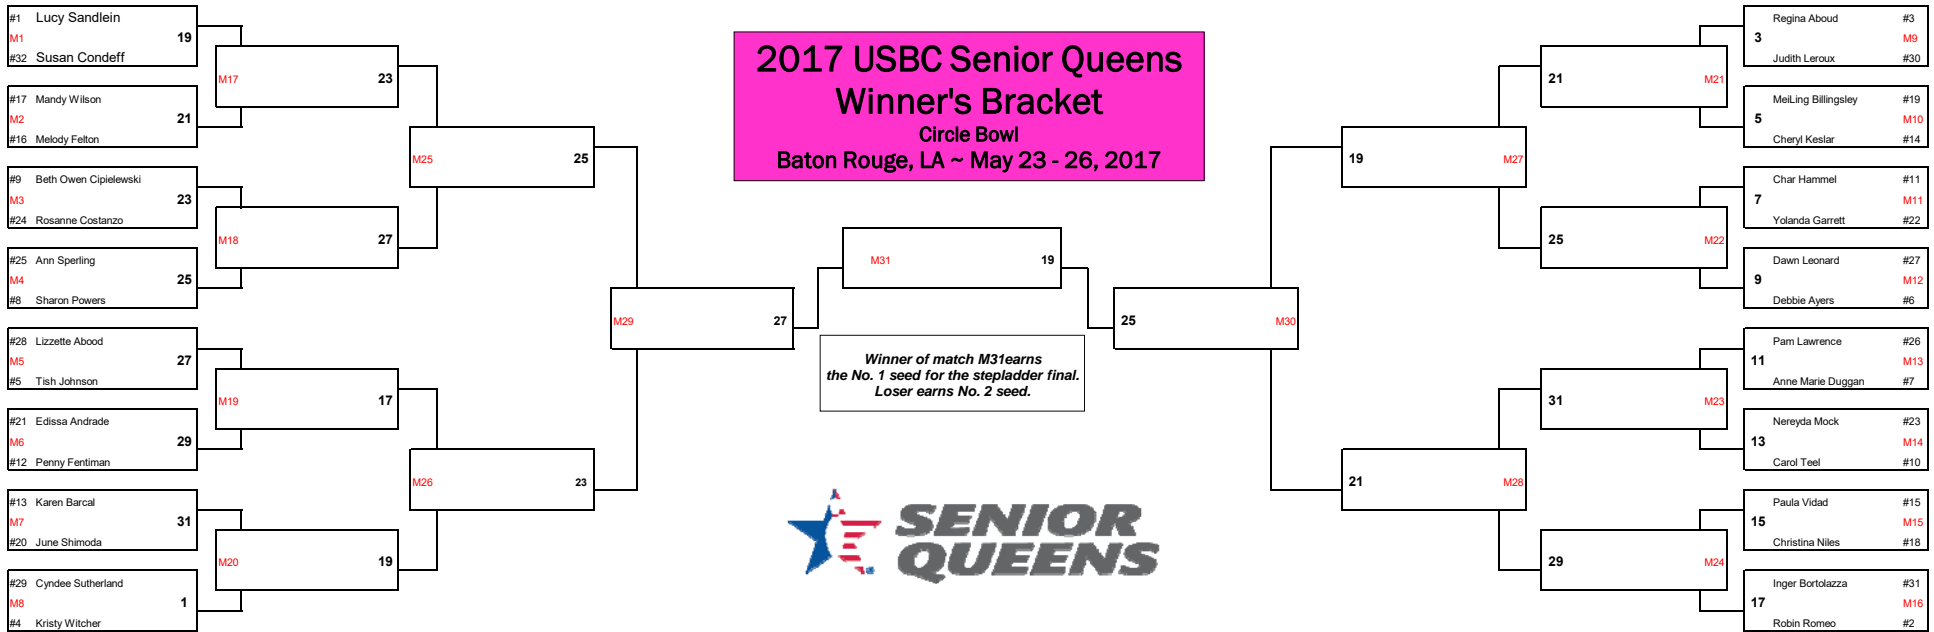 #1 Lucy Sandlein
M1 19
#32 Susan Condeff
#17 Mandy Wilson
M2 21
#16 Melody Felton
#9 Beth Owen Cipielewski
M3 23
#24 Rosanne Costanzo
#25 Ann Sperling
M4 25
#8 Sharon Powers
#28 Lizzette Abood
M5 27
#5 Tish Johnson
#21 Edissa Andrade
M6 29
#12 Penny Fentiman
#13 Karen Barcal
M7 31
#20 June Shimoda
#29 Cyndee Sutherland
M8 1
#4 Kristy Witcher
M17 23
M18 27
M19 17
M20 19
M25 25
M26 23
M29 27
2017 USBC Senior Queens
Winner's Bracket
Circle Bowl
Baton Rouge, LA ~ May 23 - 26, 2017
M31 19
Winner of match M31earns
the No. 1 seed for the stepladder final.
Loser earns No. 2 seed.
SENIOR
QUEENS
25 M30
19 M27
21 M28
21 M21
25 M22
31 M23
29 M24
Regina Aboud #3
3 M9
Judith Leroux #30
MeiLing Billingsley #19
5 M10
Cheryl Keslar #14
Char Hammel #11
7 M11
Yolanda Garrett #22
Dawn Leonard #27
9 M12
Debbie Ayers #6
Pam Lawrence #26
11 M13
Anne Marie Duggan #7
Nereyda Mock #23
13 M14
Carol Teel #10
Paula Vidad #15
15 M15
Christina Niles #18
Inger Bortolazza #31
17 M16
Robin Romeo #2